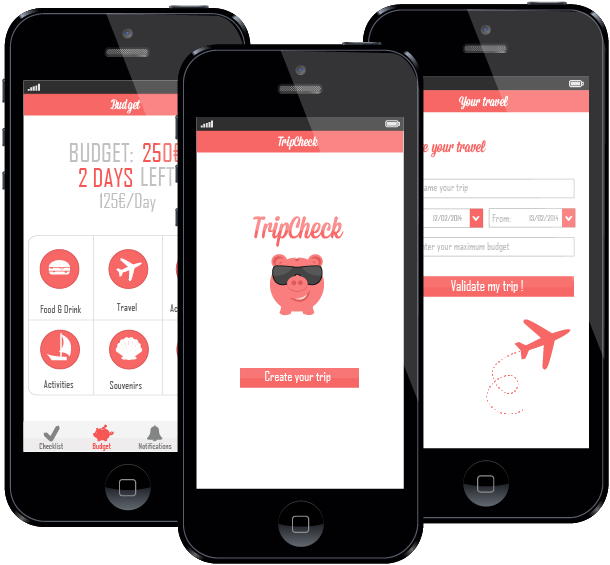 Budget
BUDGET: 250€
2 DAYS LEFT
125€/Day
Food & Drink
Travel
Ac
Activities
Souvenirs
Checklist
Budget
Notifications
TripCheck
TripCheck
Create your trip
Your travel
e your travel
ame your trip
12/02/2014
From:
13/02/2014
nter your maximum budget
Validate my trip !